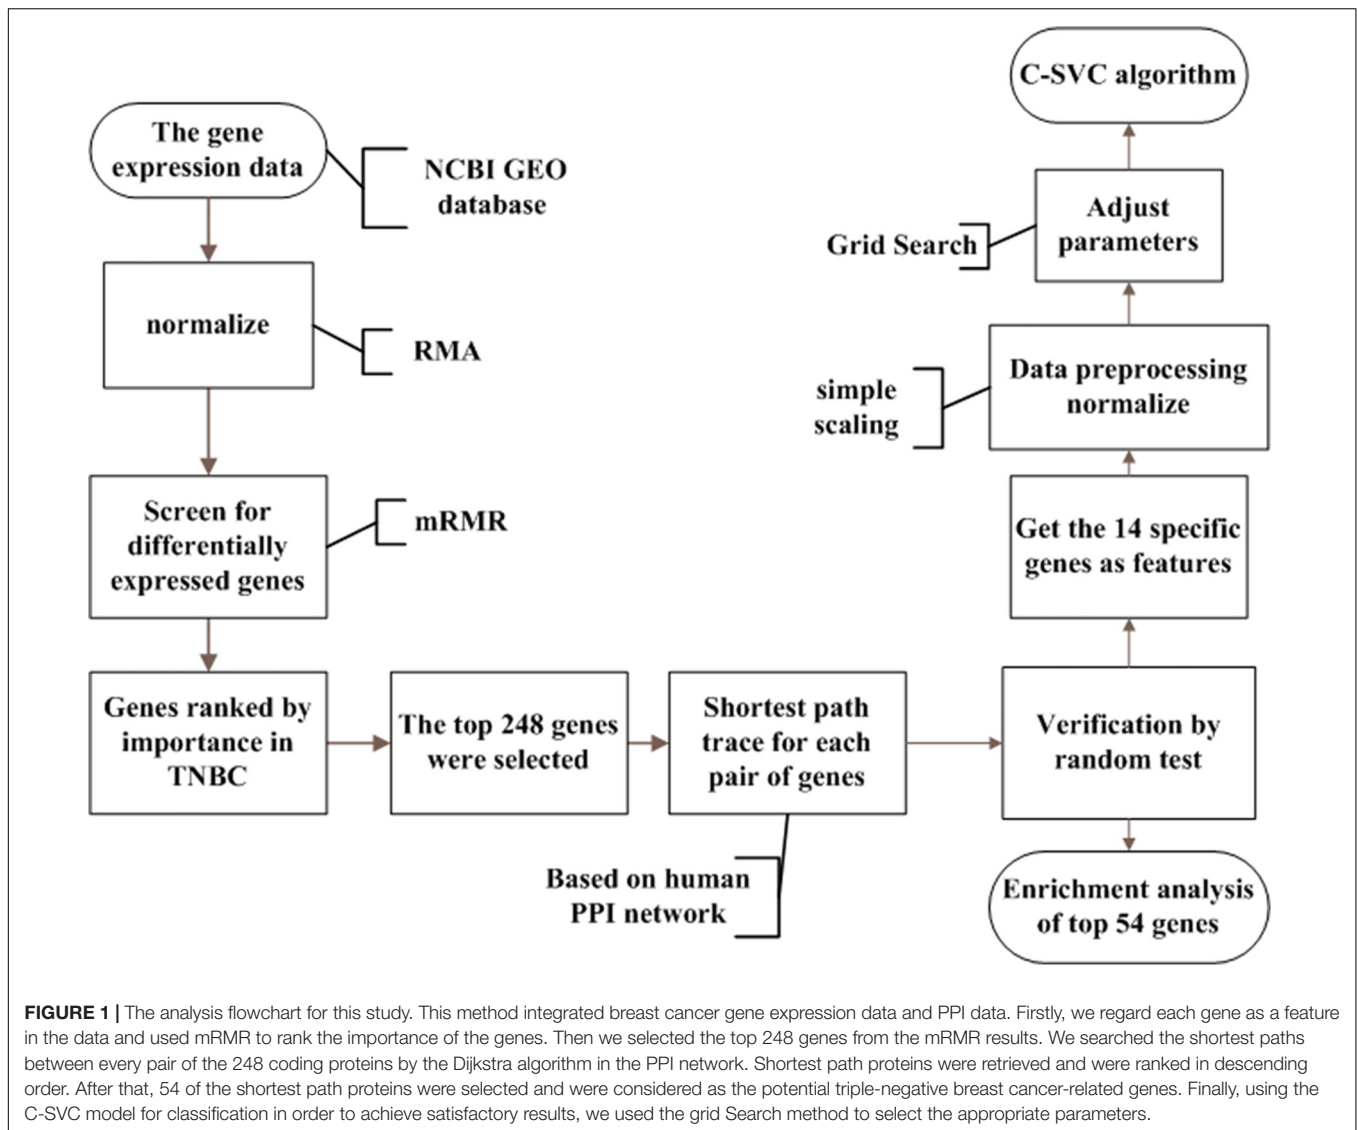 The gene
expression data
NCBI GEO
database
normalize
RMA
Screen for
differentially
expressed genes
mRMR
Genes ranked by
importance in
TNBC
The top 248 genes
were selected
Shortest path
trace for each
pair of genes
Based on human
PPI network
Verification by
random test
Enrichment analysis
of top 54 genes
Get the 14 specific
genes as features
Data preprocessing
normalize
simple
scaling
Adjust
parameters
Grid Search
C-SVC algorithm
FIGURE 1 | The analysis flowchart for this study. This method integrated breast cancer gene expression data and PPI data. Firstly, we regard each gene as a feature
in the data and used mRMR to rank the importance of the genes. Then we selected the top 248 genes from the mRMR results. We searched the shortest paths
between every pair of the 248 coding proteins by the Dijkstra algorithm in the PPI network. Shortest path proteins were retrieved and were ranked in descending
order. After that, 54 of the shortest path proteins were selected and were considered as the potential triple-negative breast cancer-related genes. Finally, using the
C-SVC model for classification in order to achieve satisfactory results, we used the grid Search method to select the appropriate parameters.